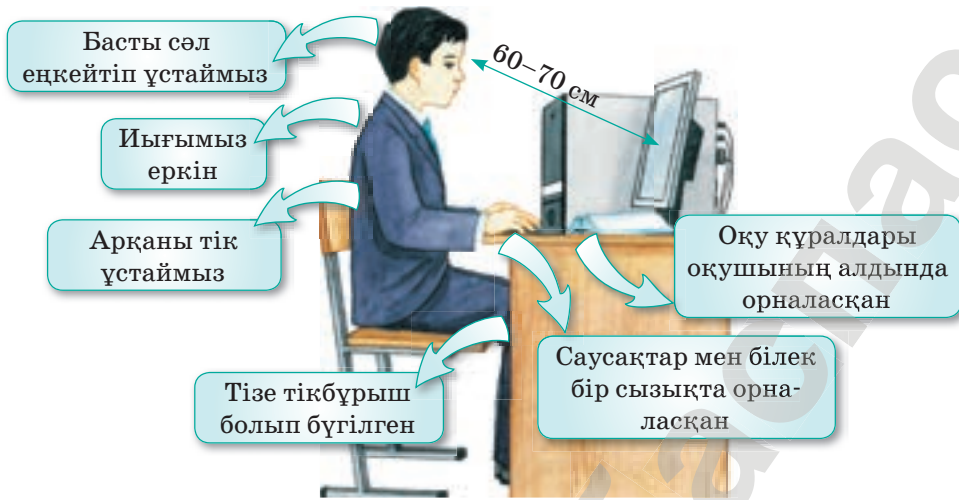 Басты сәл
еңкейтіп ұстаймыз
60–70 см
Иығымыз
еркін
Арқаны тік
ұстаймыз
Оқу құралдары
оқушының алдында
орналасқан
Саусақтар мен білек
бір сызықта орна-
ласқан
Тізе тікбұрыш
болып бүгілген